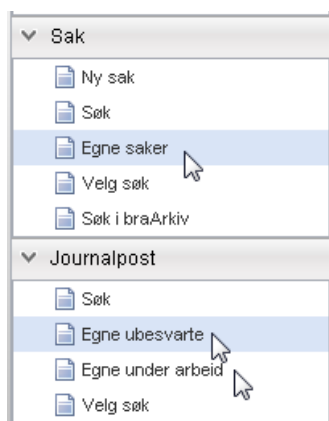 Sak
Ny sak
Søk
Egne saker
Velg søk
Søk i braArkiv
Journalpost
Søk
Egne ubesvarte
Egne under arbeid
Velg søk